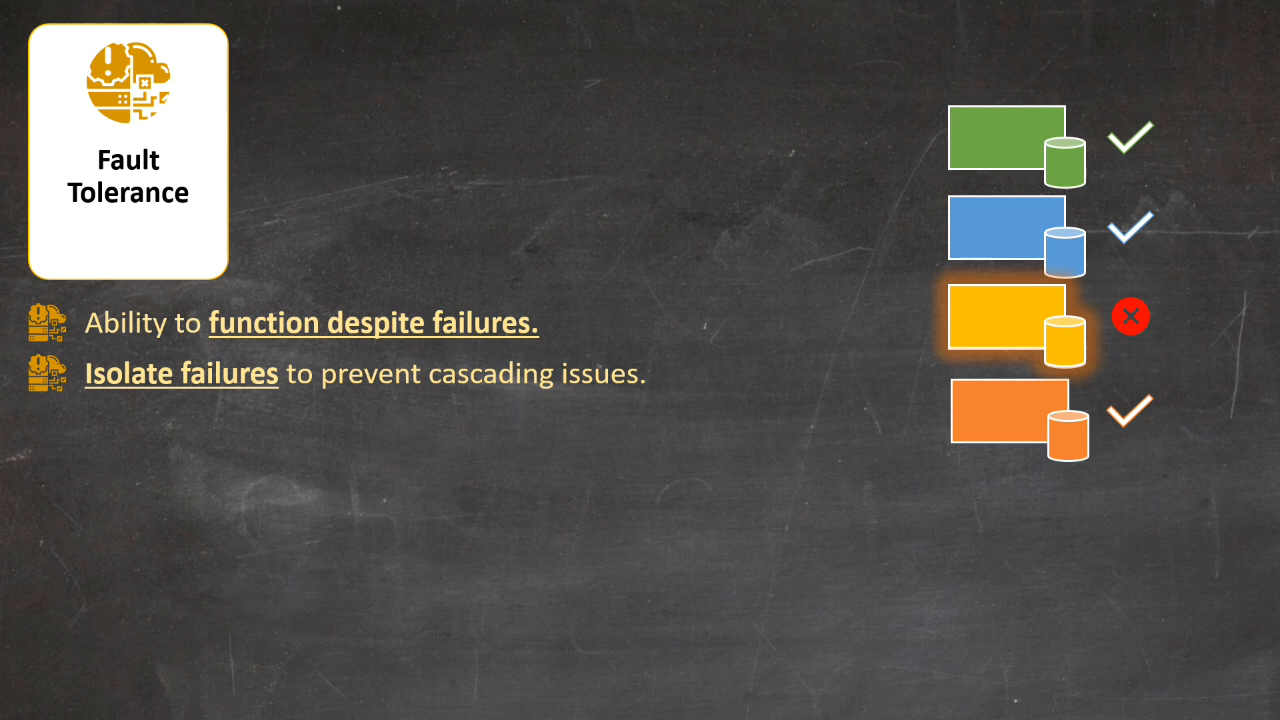 Fault
Tolerance
Ability to function despite failures.
Isolate failures to prevent cascading issues.